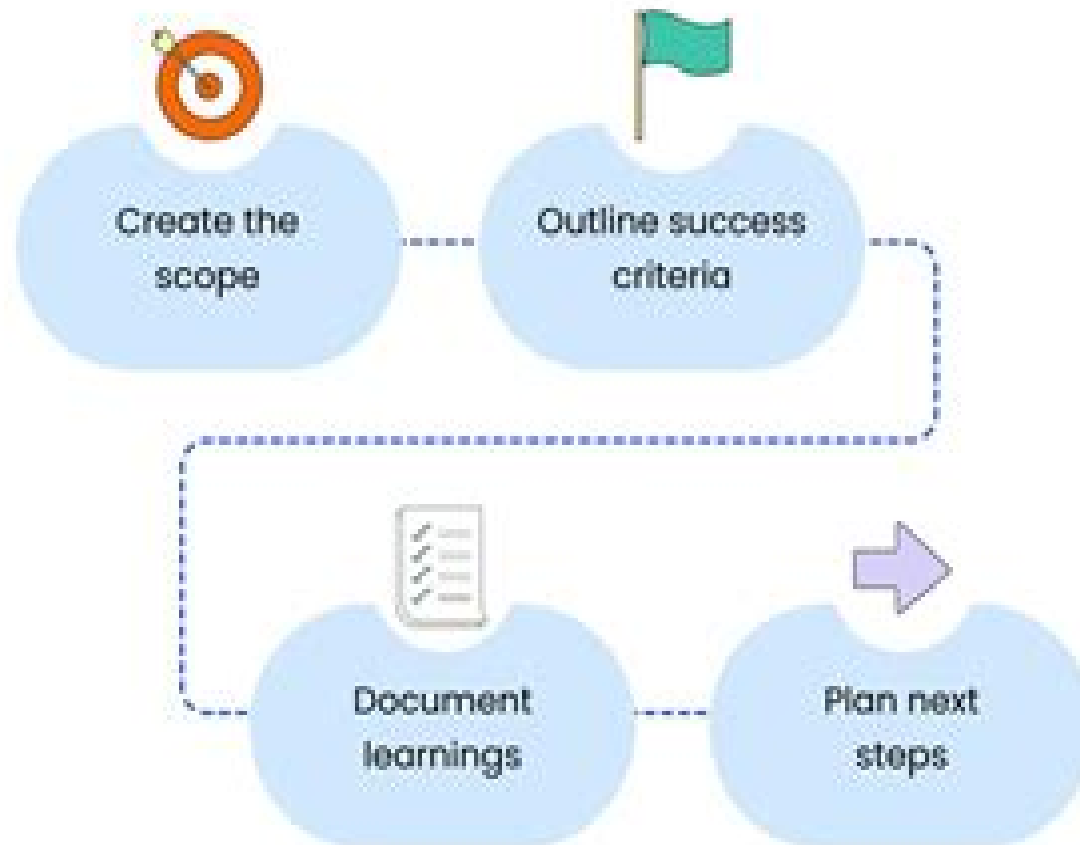 Create the
scope
Outline success
criteria
Document
learnings
Plan next
steps